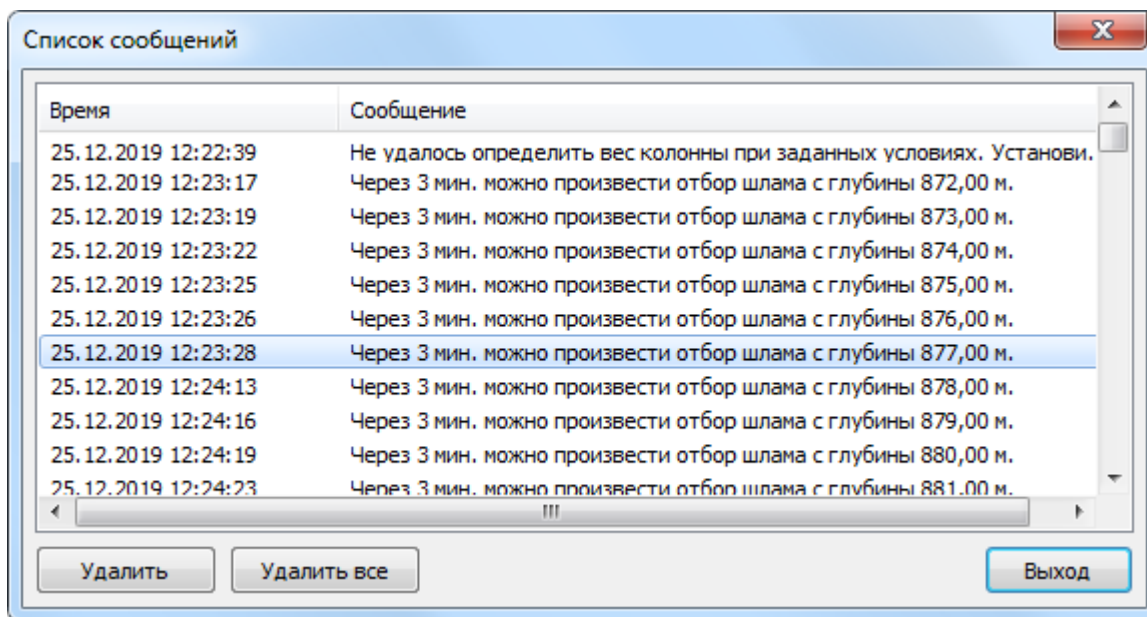 Список сообщений
Время Сообщение
25.12.2019 12:22:39 Не удалось определить вес колонны при заданных условиях. Установи.
25.12.2019 12:23:17 Через 3 мин. можно произвести отбор шлама с глубины 872,00 м.
25.12.2019 12:23:19 Через 3 мин. можно произвести отбор шлама с глубины 873,00 м.
25.12.2019 12:23:22 Через 3 мин. можно произвести отбор шлама с глубины 874,00 м.
25.12.2019 12:23:25 Через 3 мин. можно произвести отбор шлама с глубины 875,00 м.
25.12.2019 12:23:26 Через 3 мин. можно произвести отбор шлама с глубины 876,00 м.
25.12.2019 12:23:28 Через 3 мин. можно произвести отбор шлама с глубины 877,00 м.
25.12.2019 12:24:13 Через 3 мин. можно произвести отбор шлама с глубины 878,00 м.
25.12.2019 12:24:16 Через 3 мин. можно произвести отбор шлама с глубины 879,00 м.
25.12.2019 12:24:19 Через 3 мин. можно произвести отбор шлама с глубины 880,00 м.
25.12.2019 12:24:23 Через 3 мин. можно произвести отбор шлама с глубины 881,00 м.
Удалить Удалить все Выход